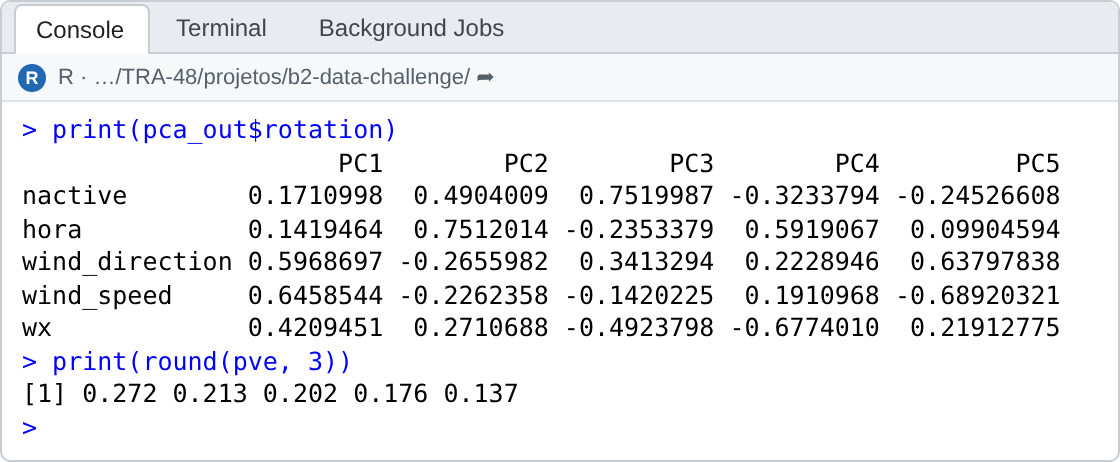 Console Terminal Background Jobs
R R · …/TRA-48/projetos/b2-data-challenge/ ➦
> print(pca_out$rotation)
                     PC1        PC2        PC3        PC4         PC5
nactive        0.1710998  0.4904009  0.7519987 -0.3233794 -0.24526608
hora           0.1419464  0.7512014 -0.2353379  0.5919067  0.09904594
wind_direction 0.5968697 -0.2655982  0.3413294  0.2228946  0.63797838
wind_speed     0.6458544 -0.2262358 -0.1420225  0.1910968 -0.68920321
wx             0.4209451  0.2710688 -0.4923798 -0.6774010  0.21912775
> print(round(pve, 3))
[1] 0.272 0.213 0.202 0.176 0.137
>